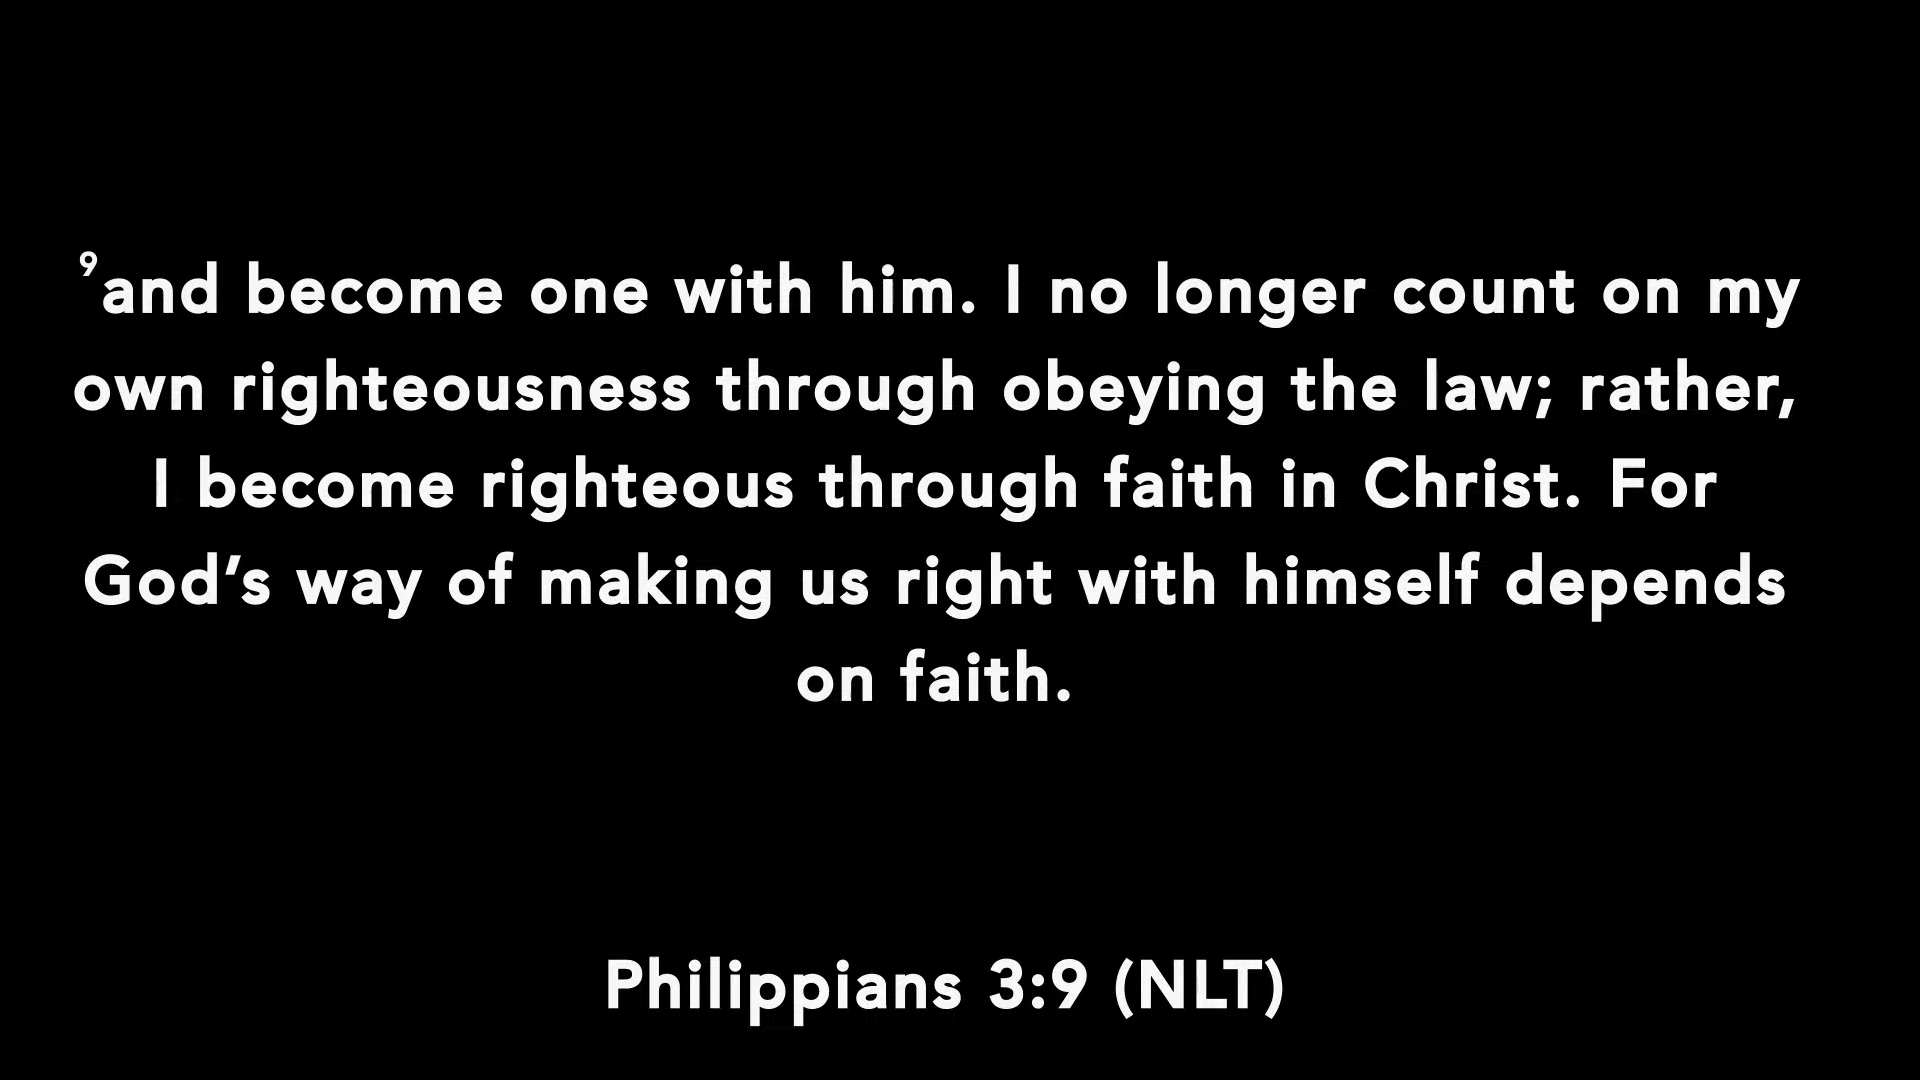 ⁹and become one with him. I no longer count on my
own righteousness through obeying the law; rather,
I become righteous through faith in Christ. For
God’s way of making us right with himself depends
on faith.
Philippians 3:9 (NLT)